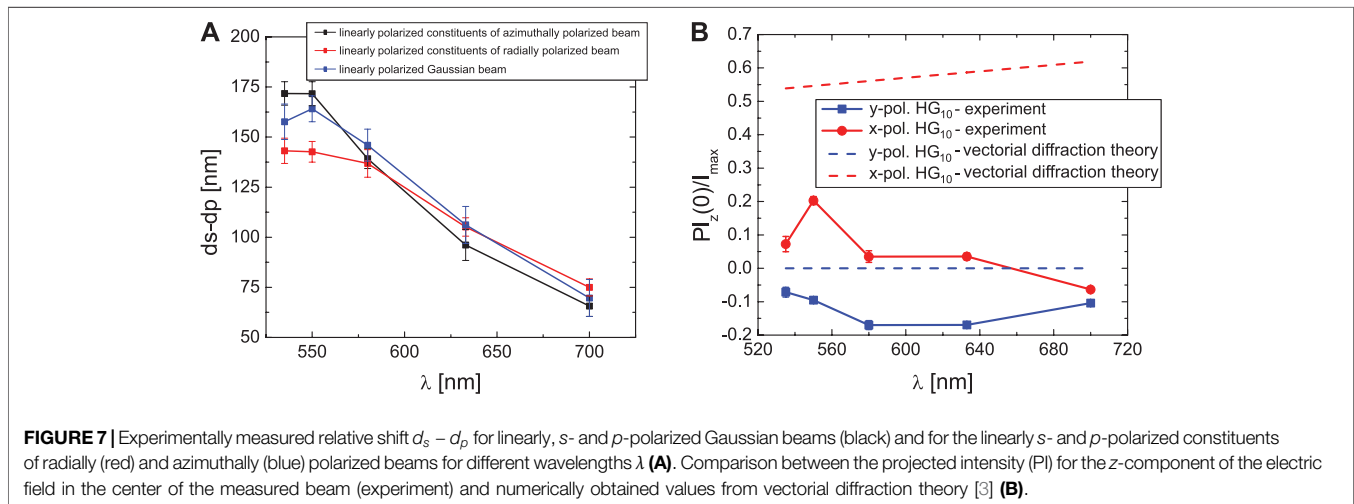 A
200
175
150
125
100
75
50
ds-dp [nm]
linearly polarized constituents of azimuthally polarized beam
linearly polarized constituents of radially polarized beam
linearly polarized Gaussian beam
550
600
650
700
λ [nm]
B
0.7
0.6
0.5
0.4
0.3
0.2
0.1
0.0
-0.1
-0.2
PI_z(0)/I_max
y-pol. HG₁₀- experiment
x-pol. HG₁₀- experiment
y-pol. HG₁₀- vectorial diffraction theory
x-pol. HG₁₀- vectorial diffraction theory
520
560
600
640
680
720
λ [nm]
FIGURE 7 | Experimentally measured relative shift dₛ – dₚ for linearly, s- and p-polarized Gaussian beams (black) and for the linearly s- and p-polarized constituents
of radially (red) and azimuthally (blue) polarized beams for different wavelengths λ (A). Comparison between the projected intensity (PI) for the z-component of the electric
field in the center of the measured beam (experiment) and numerically obtained values from vectorial diffraction theory [3] (B).